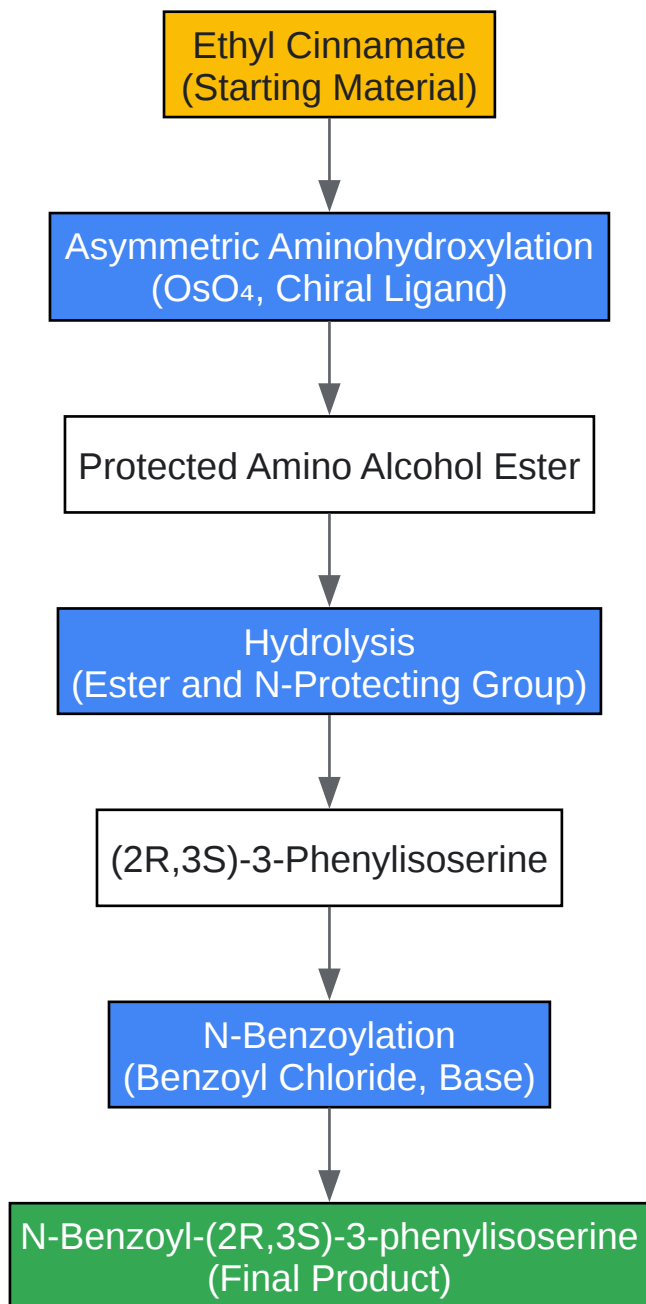 Ethyl Cinnamate
(Starting Material)
Asymmetric Aminohydroxylation
(OsO₄, Chiral Ligand)
Protected Amino Alcohol Ester
Hydrolysis
(Ester and N-Protecting Group)
(2R,3S)-3-Phenylisoserine
N-Benzoylation
(Benzoyl Chloride, Base)
N-Benzoyl-(2R,3S)-3-phenylisoserine
(Final Product)